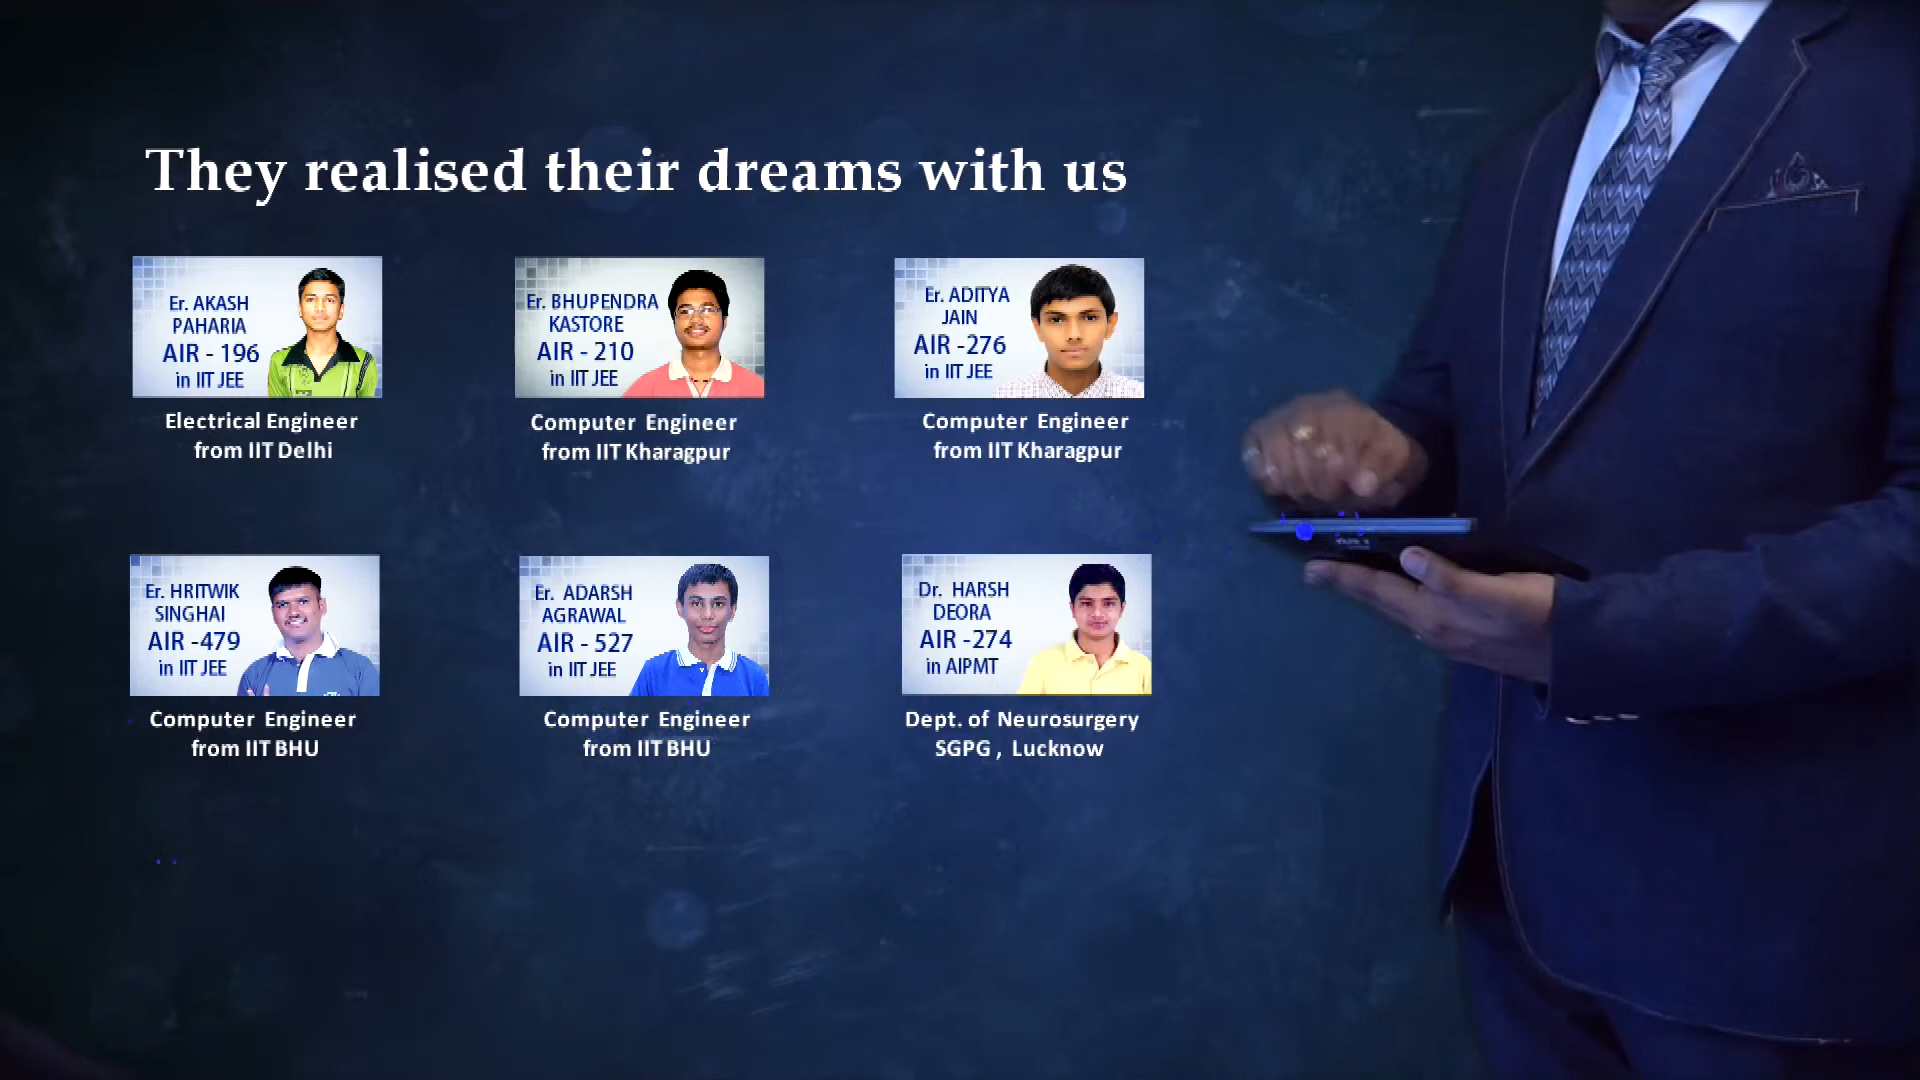 They realised their dreams with us
Er. AKASH
PAHARIA
AIR - 196
in IIT JEE
Electrical Engineer
from IIT Delhi
Er. BHUPENDRA
KASTORE
AIR - 210
in IIT JEE
Computer Engineer
from IIT Kharagpur
Er. ADITYA
JAIN
AIR -276
in IIT JEE
Computer Engineer
from IIT Kharagpur
Er. HRITWIK
SINGHAI
AIR -479
in IIT JEE
Computer Engineer
from IIT BHU
Er. ADARSH
AGRAWAL
AIR - 527
in IIT JEE
Computer Engineer
from IIT BHU
Dr. HARSH
DEORA
AIR -274
in AIPMT
Dept. of Neurosurgery
SGPG , Lucknow